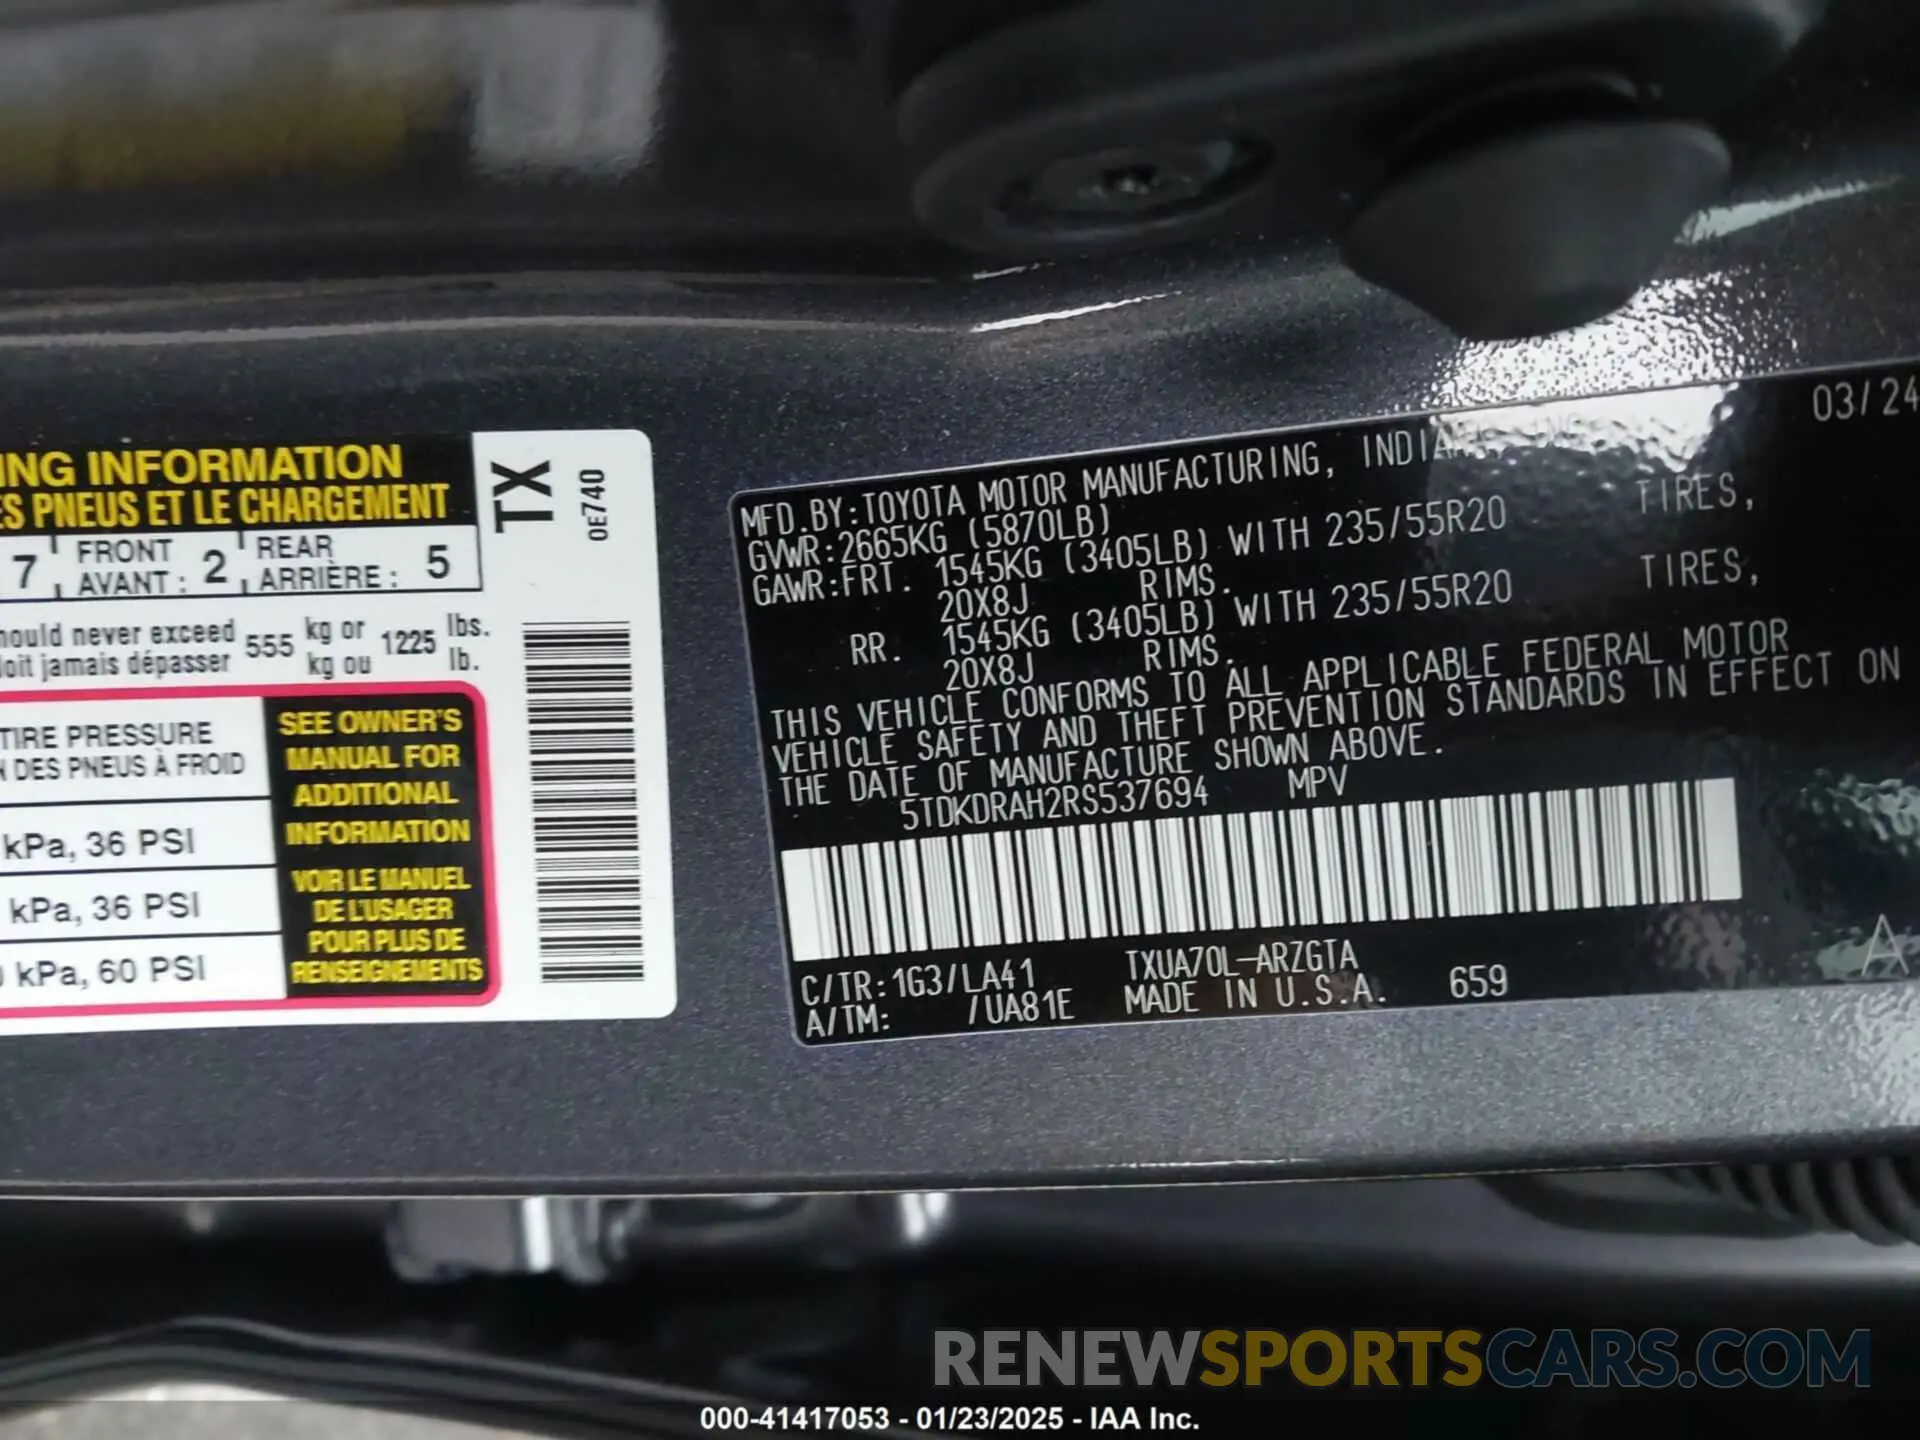 ING INFORMATION
ES PNEUS ET LE CHARGEMENT
7 FRONT 2 REAR 5
AVANT : ARRIÈRE :
hould never exceed 555 kg or 1225 lbs.
doit jamais dépasser kg ou lb.
TIRE PRESSURE
N DES PNEUS À FROID
kPa, 36 PSI
kPa, 36 PSI
0 kPa, 60 PSI
SEE OWNER'S
MANUAL FOR
ADDITIONAL
INFORMATION
VOIR LE MANUEL
DE L'USAGER
POUR PLUS DE
RENSEIGNEMENTS
TX
0E740
03/24
MFD.BY:TOYOTA MOTOR MANUFACTURING, INDIANA, INC.
GVWR:2665KG (5870LB)
GAWR:FRT. 1545KG (3405LB) WITH 235/55R20 TIRES,
20X8J RIMS.
RR. 1545KG (3405LB) WITH 235/55R20 TIRES,
20X8J RIMS.
THIS VEHICLE CONFORMS TO ALL APPLICABLE FEDERAL MOTOR
VEHICLE SAFETY AND THEFT PREVENTION STANDARDS IN EFFECT ON
THE DATE OF MANUFACTURE SHOWN ABOVE.
5TDKDRAH2RS537694 MPV
C/TR:1G3/LA41 TXUA70L-ARZGTA
A/TM: /UA81E MADE IN U.S.A. 659
A
RENEWSPORTSCARS.COM
000-41417053 - 01/23/2025 - IAA Inc.